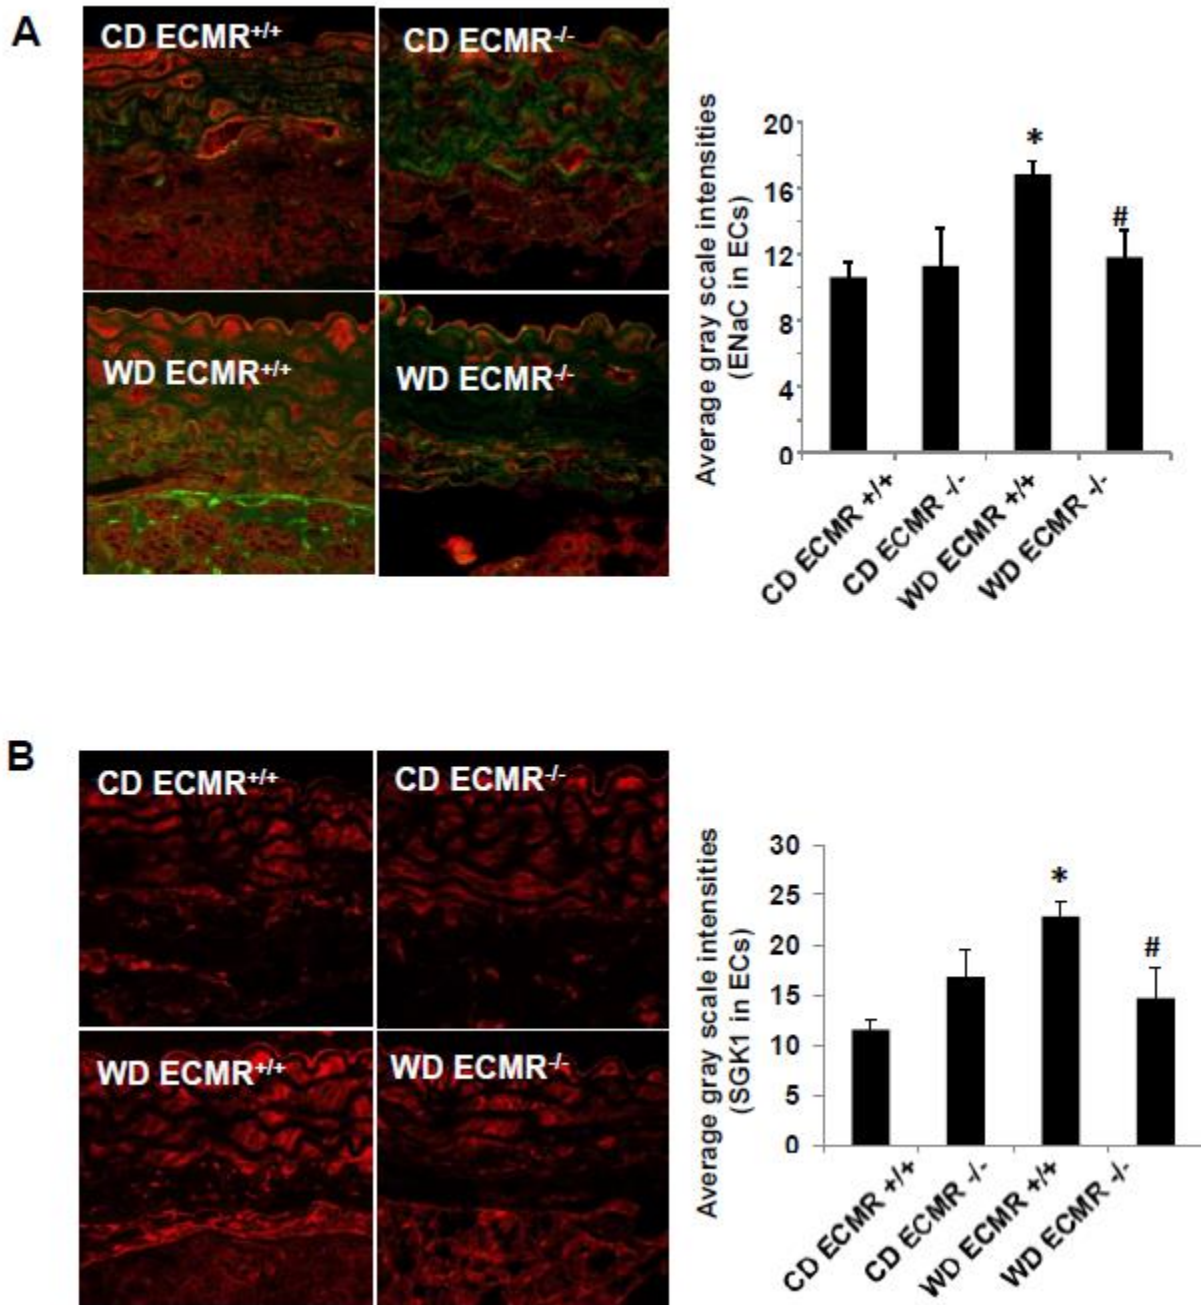 A
CD ECMR+/+
CD ECMR-/-
WD ECMR+/+
WD ECMR-/-
Average gray scale intensities
(ENaC in ECs)
20
16
12
8
4
0
*
#
CD ECMR +/+
CD ECMR -/-
WD ECMR +/+
WD ECMR -/-
B
CD ECMR+/+
CD ECMR-/-
WD ECMR+/+
WD ECMR-/-
Average gray scale intensities
(SGK1 in ECs)
30
25
20
15
10
5
0
*
#
CD ECMR +/+
CD ECMR -/-
WD ECMR +/+
WD ECMR -/-